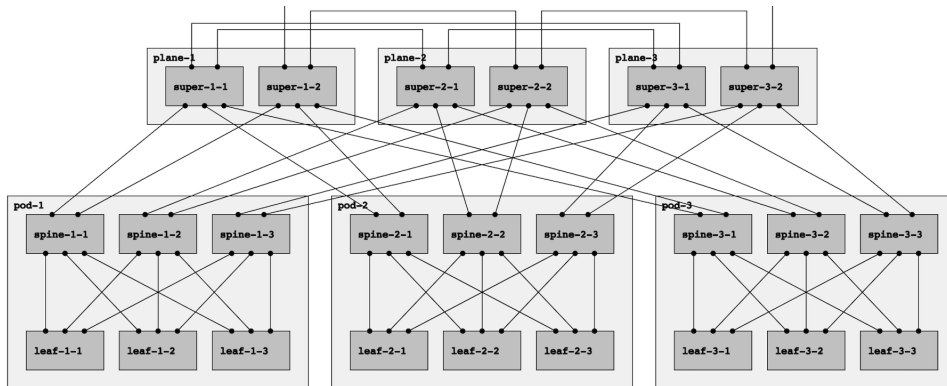 plane-1
plane-2
plane-3
super-1-1
super-1-2
super-2-1
super-2-2
super-3-1
super-3-2
pod-1
pod-2
pod-3
spine-1-1
spine-1-2
spine-1-3
spine-2-1
spine-2-2
spine-2-3
spine-3-1
spine-3-2
spine-3-3
leaf-1-1
leaf-1-2
leaf-1-3
leaf-2-1
leaf-2-2
leaf-2-3
leaf-3-1
leaf-3-2
leaf-3-3